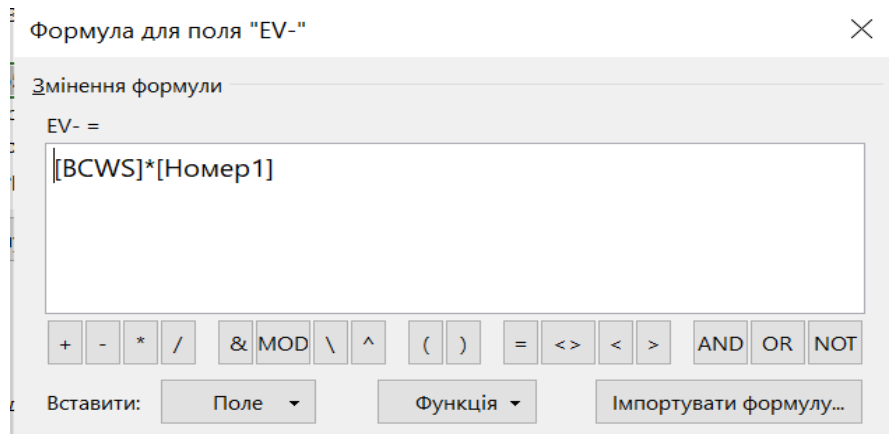 Формула для поля "EV-"
Змінення формули
EV- =
[BCWS]*[Номер1]
+ - * / & MOD \ ^ ( ) = <> < > AND OR NOT
Вставити: Поле Функція Імпортувати формулу...